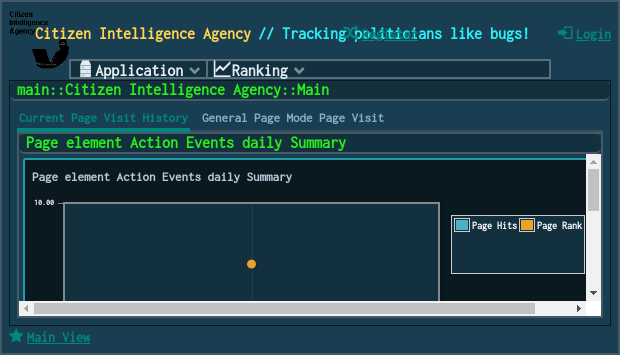 Citizen
Intelligence
Agency
Citizen Intelligence Agency // Tracking politicians like bugs!
Register
Login
Application
Ranking
main::Citizen Intelligence Agency::Main
Current Page Visit History
General Page Mode Page Visit
Page element Action Events daily Summary
Page element Action Events daily Summary
10.00
Page Hits
Page Rank
Main View